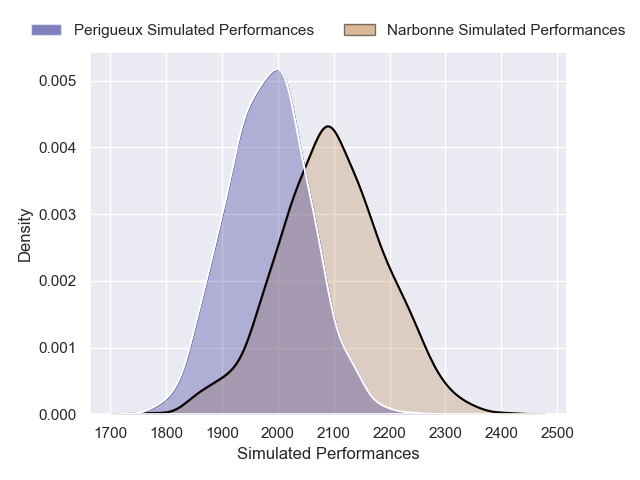 Perigueux Simulated Performances Narbonne Simulated Performances
0.005
0.004
0.003
0.002
0.001
0.000
Density
1700 1800 1900 2000 2100 2200 2300 2400 2500
Simulated Performances